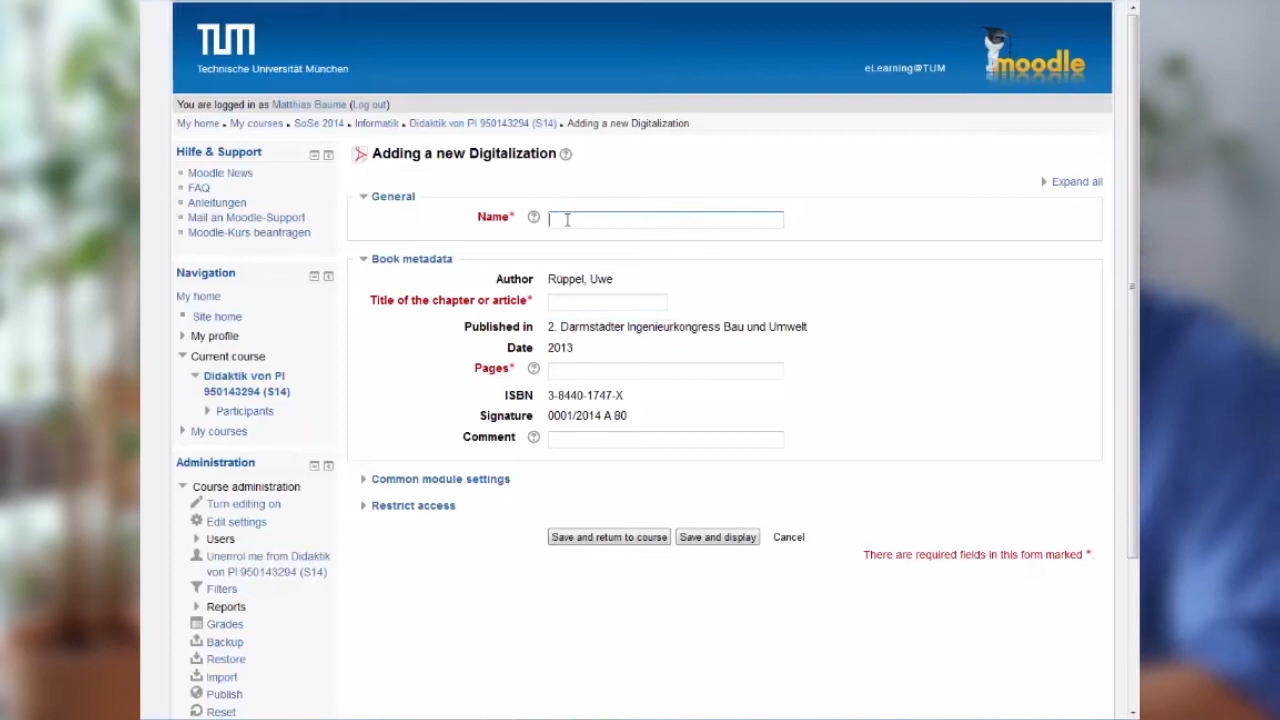 TUM
Technische Universität München
eLearning@TUM
moodle
You are logged in as Matthias Baume (Log out)
My home ▸ My courses ▸ SoSe 2014 ▸ Informatik ▸ Didaktik von PI 950143294 (S14) ▸ Adding a new Digitalization
Hilfe & Support
Moodle News
FAQ
Anleitungen
Mail an Moodle-Support
Moodle-Kurs beantragen
Navigation
My home
Site home
My profile
Current course
Didaktik von PI
950143294 (S14)
Participants
My courses
Administration
Course administration
Turn editing on
Edit settings
Users
Unenrol me from Didaktik
von PI 950143294 (S14)
Filters
Reports
Grades
Backup
Restore
Import
Publish
Reset
Adding a new Digitalization
Expand all
General
Name*
Book metadata
Author Rüppel, Uwe
Title of the chapter or article*
Published in 2. Darmstädter Ingenieurkongress Bau und Umwelt
Date 2013
Pages*
ISBN 3-8440-1747-X
Signature 0001/2014 A 80
Comment
Common module settings
Restrict access
Save and return to course Save and display Cancel
There are required fields in this form marked *.